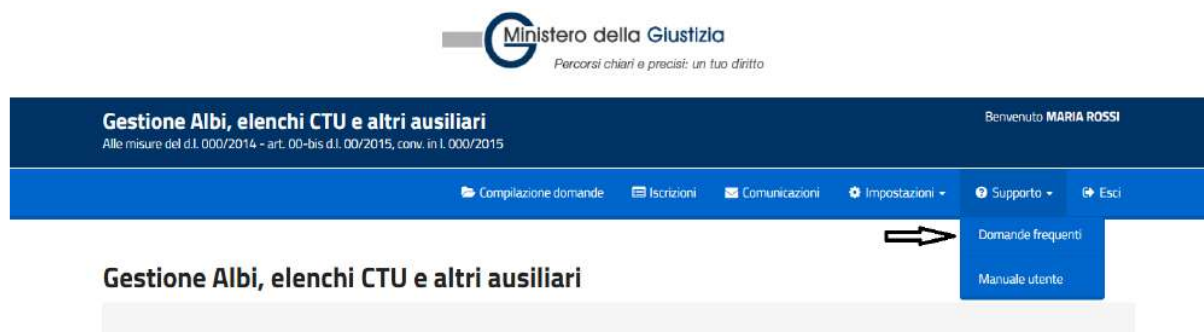 Ministero della Giustizia
Percorsi chiari e precisi: un tuo diritto
Gestione Albi, elenchi CTU e altri ausiliari
Benvenuto MARIA ROSSI
Alle misure del d.l. 000/2014 - art. 00-bis d.l. 00/2015, conv. in l. 000/2015
Compilazione domande Iscrizioni Comunicazioni Impostazioni Supporto Esci
Domande frequenti
Manuale utente
Gestione Albi, elenchi CTU e altri ausiliari